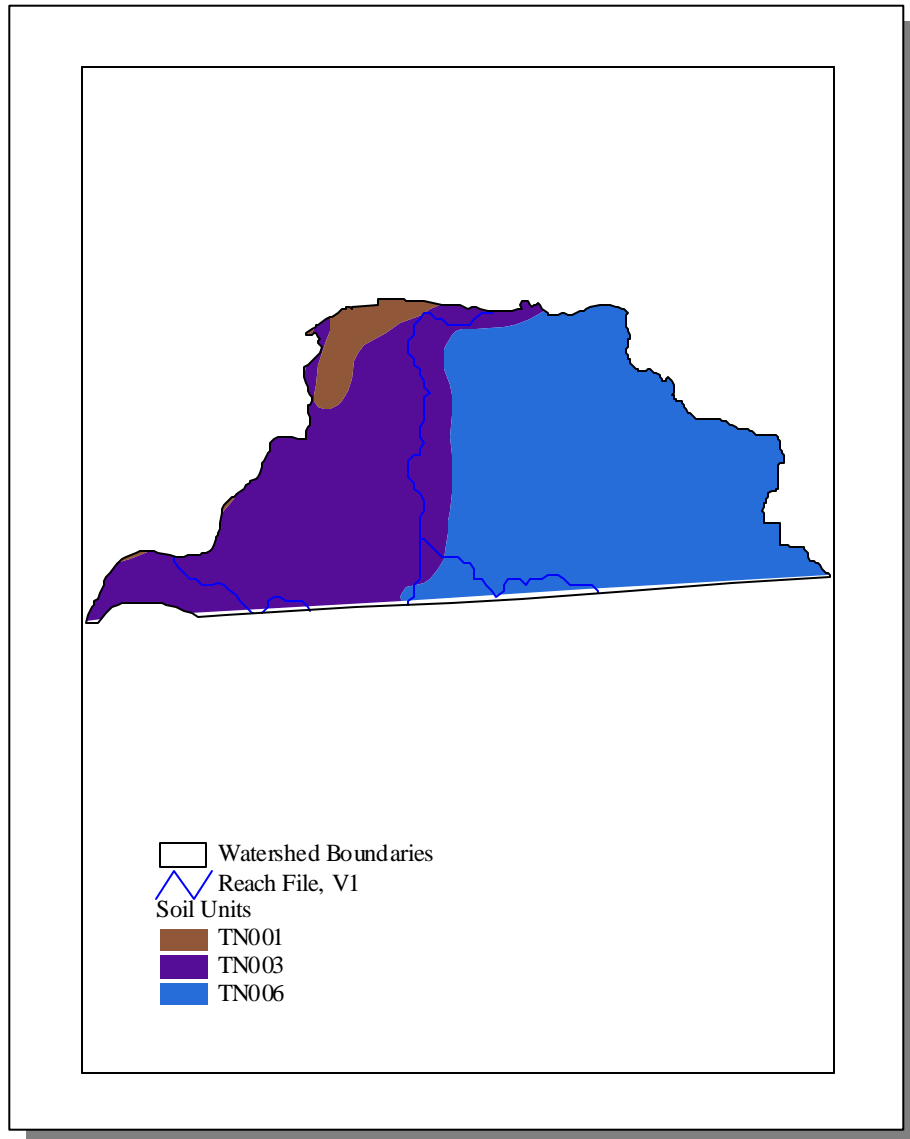 Watershed Boundaries
Reach File, V1
Soil Units
TN001
TN003
TN006